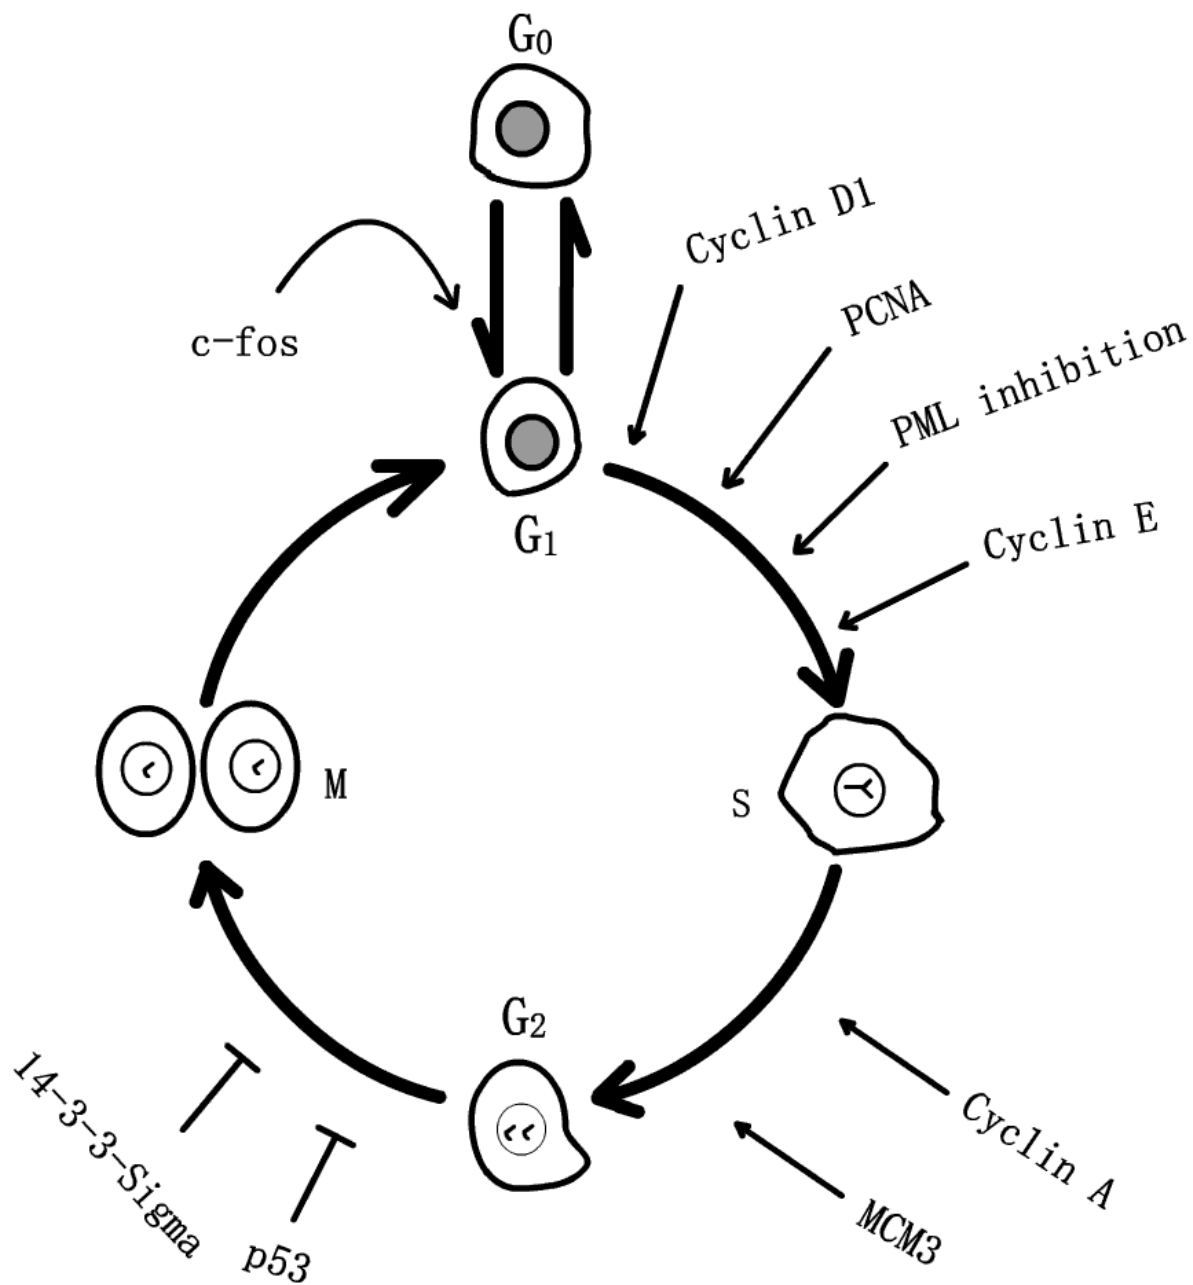 G0
Cyclin D1
PCNA
c-fos
PML inhibition
Cyclin E
G1
M
S
G2
14-3-3-Sigma
p53
Cyclin A
MCM3